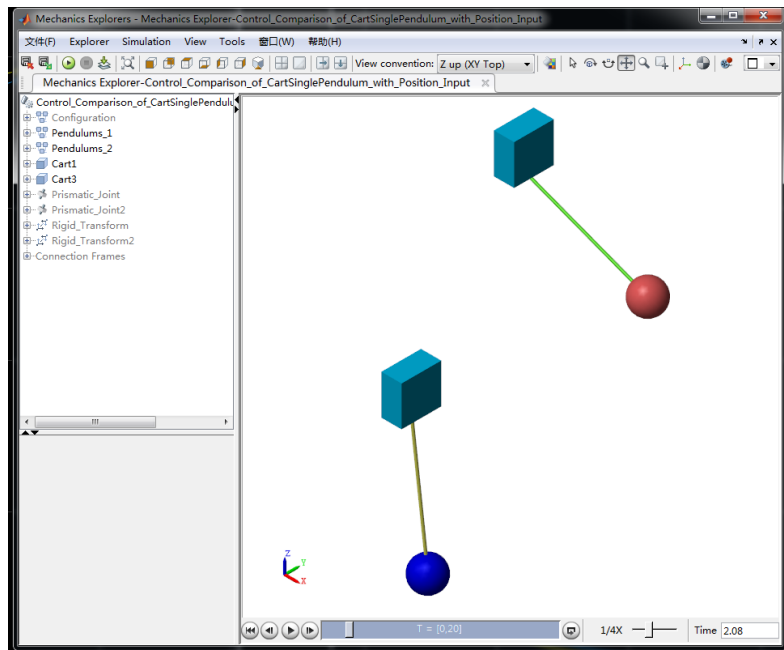 Mechanics Explorers - Mechanics Explorer-Control_Comparison_of_CartSinglePendulum_with_Position_Input
文件(F) Explorer Simulation View Tools 窗口(W) 帮助(H)
View convention: Z up (XY Top)
Mechanics Explorer-Control_Comparison_of_CartSinglePendulum_with_Position_Input
Control_Comparison_of_CartSinglePendulu
Configuration
Pendulums_1
Pendulums_2
Cart1
Cart3
Prismatic_Joint
Prismatic_Joint2
Rigid_Transform
Rigid_Transform2
Connection Frames
Z
Y
X
T = [0,20] 1/4X Time 2.08